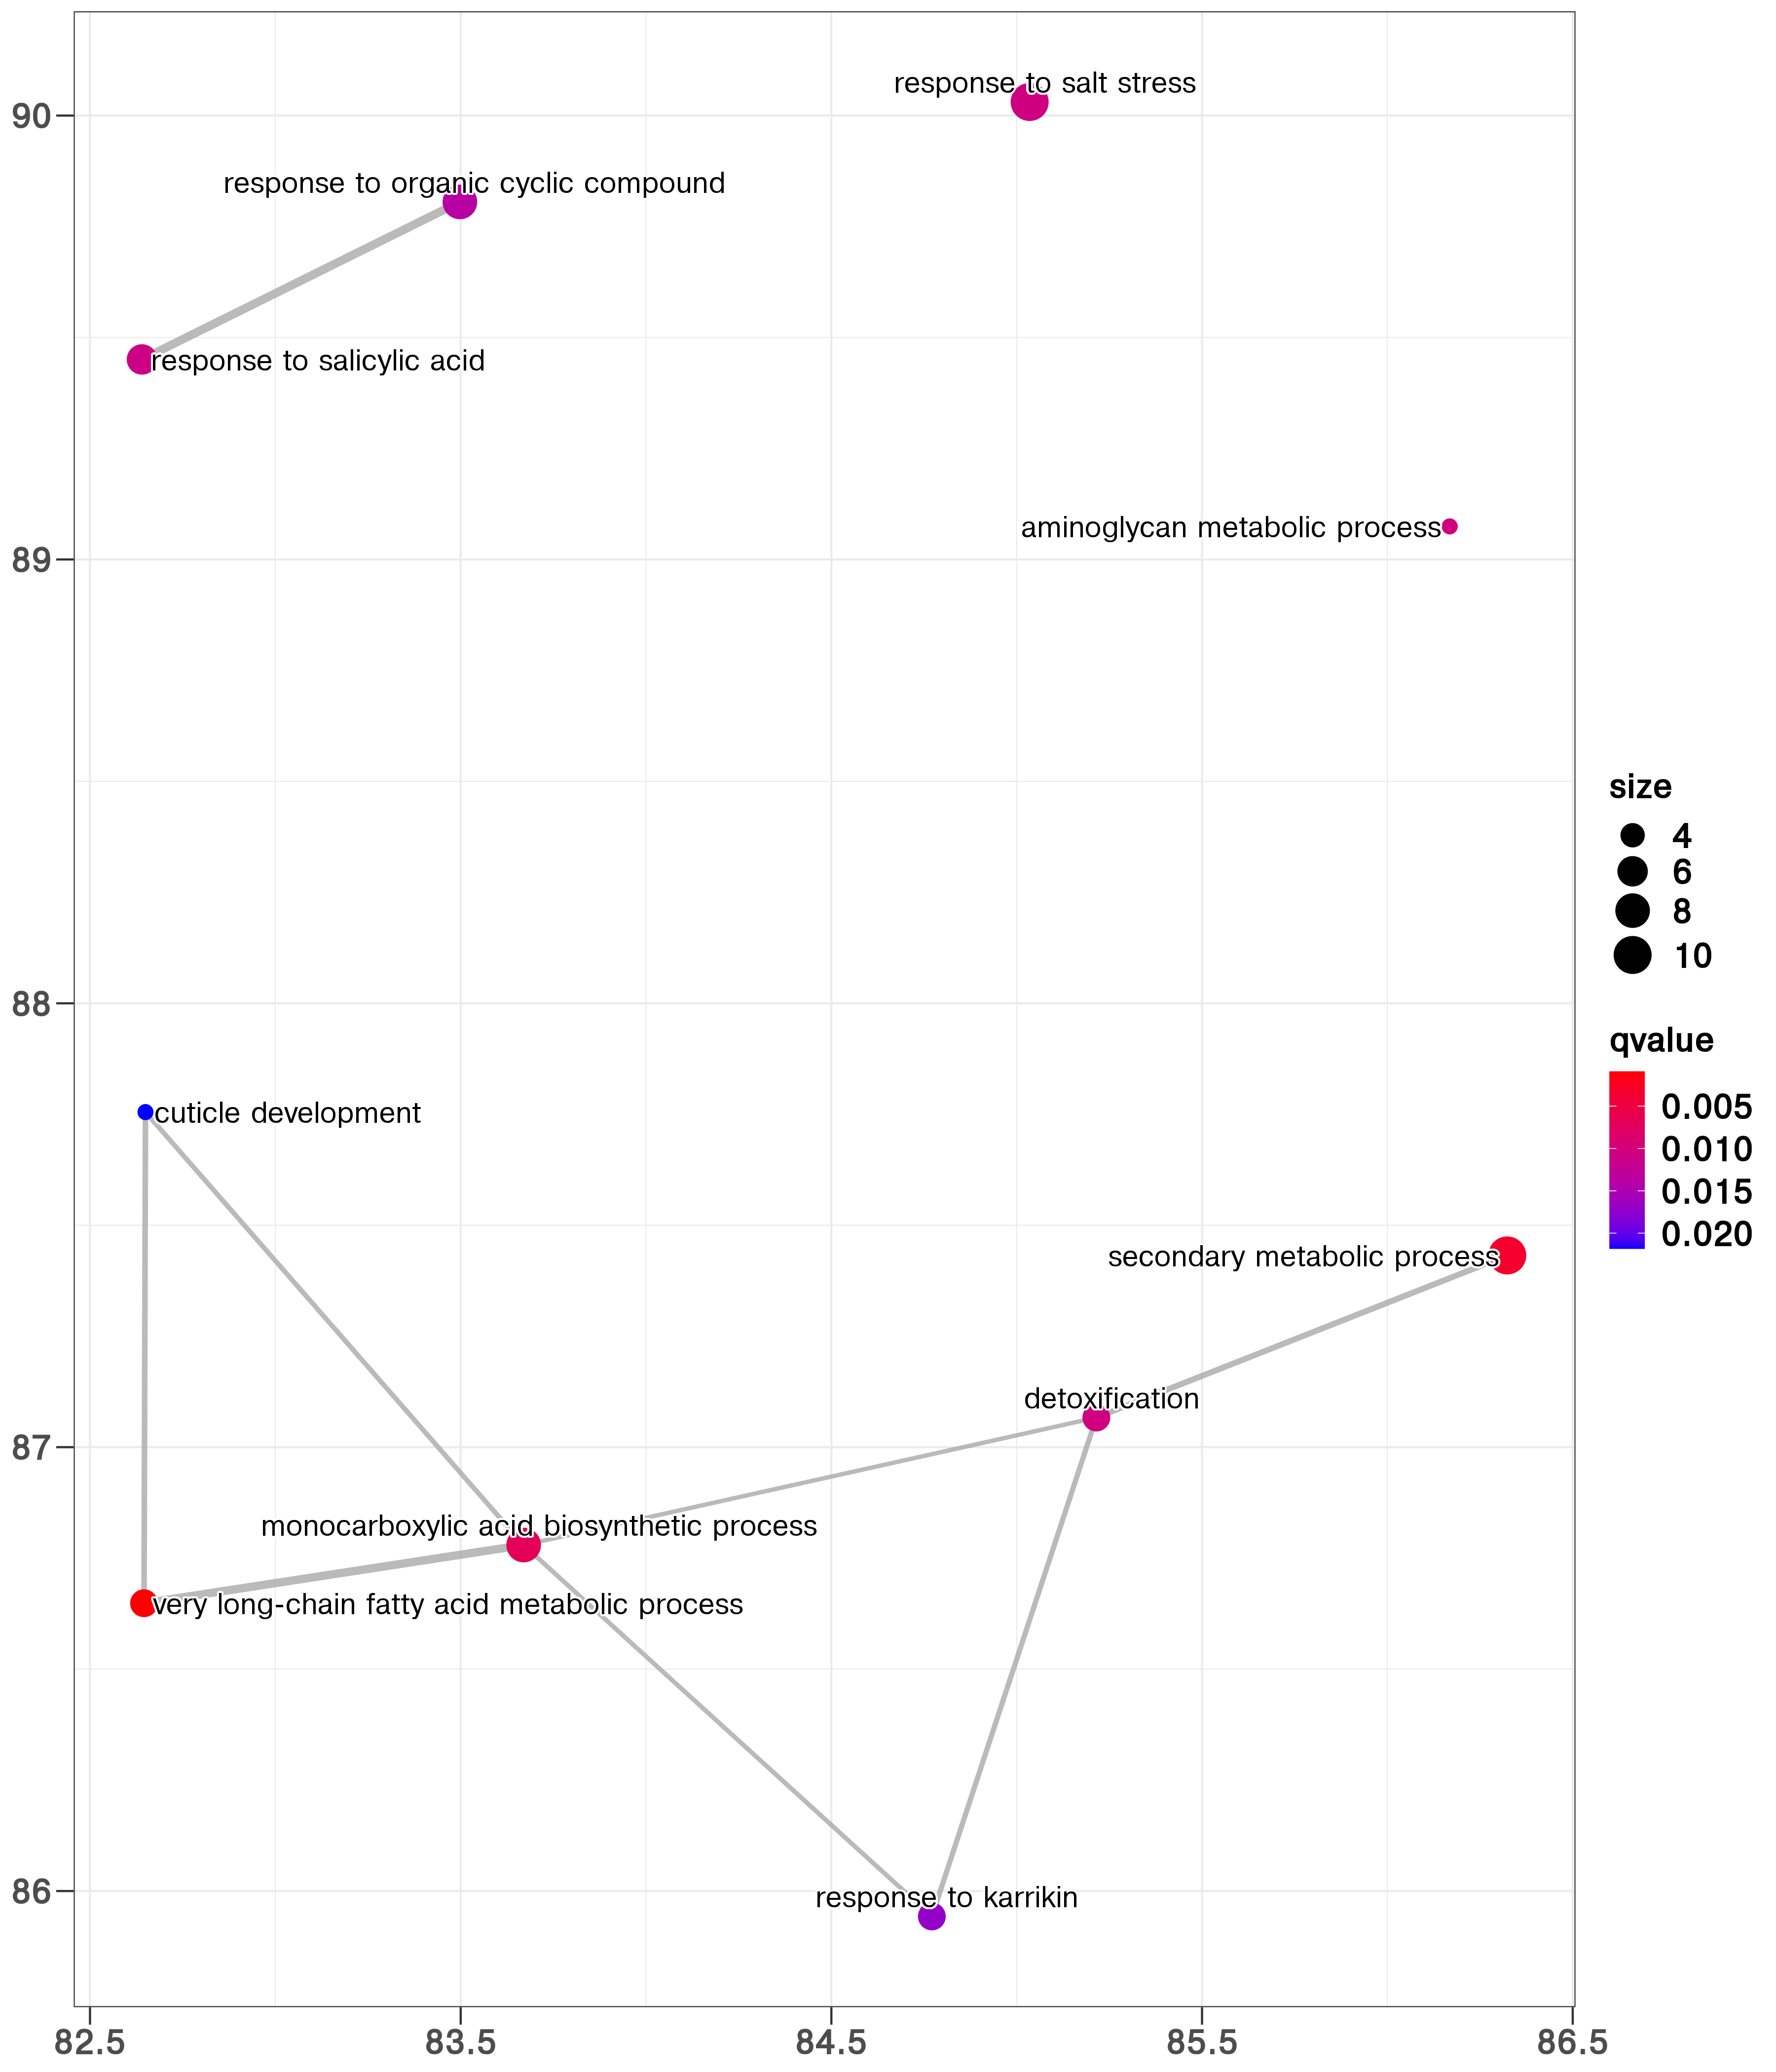 response to salt stress
90
response to organic cyclic compound
response to salicylic acid
aminoglycan metabolic process
89
size
4
6
8
10
88
qvalue
0.005
0.010
0.015
0.020
cuticle development
secondary metabolic process
detoxification
87
monocarboxylic acid biosynthetic process
very long-chain fatty acid metabolic process
86
response to karrikin
82.5
83.5
84.5
85.5
86.5